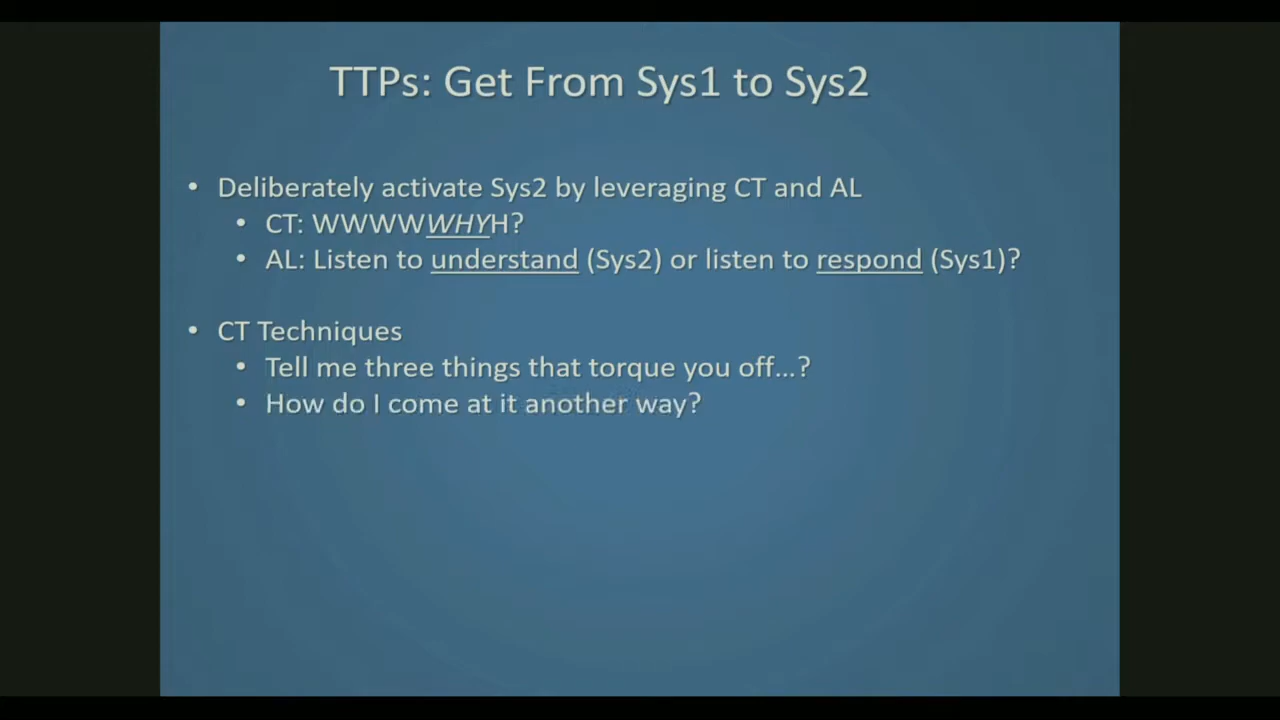 TTPs: Get From Sys1 to Sys2
• Deliberately activate Sys2 by leveraging CT and AL
• CT: WWWWWHYH?
• AL: Listen to understand (Sys2) or listen to respond (Sys1)?
• CT Techniques
• Tell me three things that torque you off...?
• How do I come at it another way?